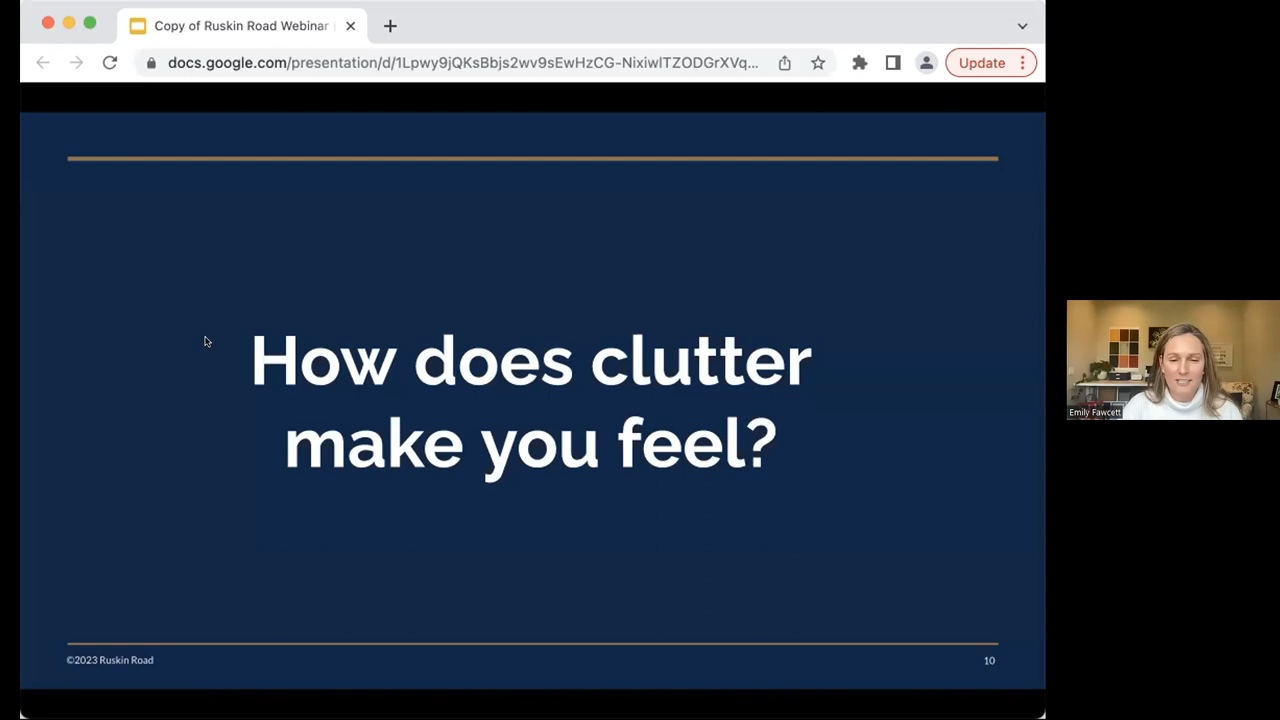 Copy of Ruskin Road Webinar
docs.google.com/presentation/d/1Lpwy9jQKsBbjs2wv9sEwHzCG-NixiwlTZODGrXVq...
Update
How does clutter
make you feel?
Emily Fawcett
©2023 Ruskin Road
10